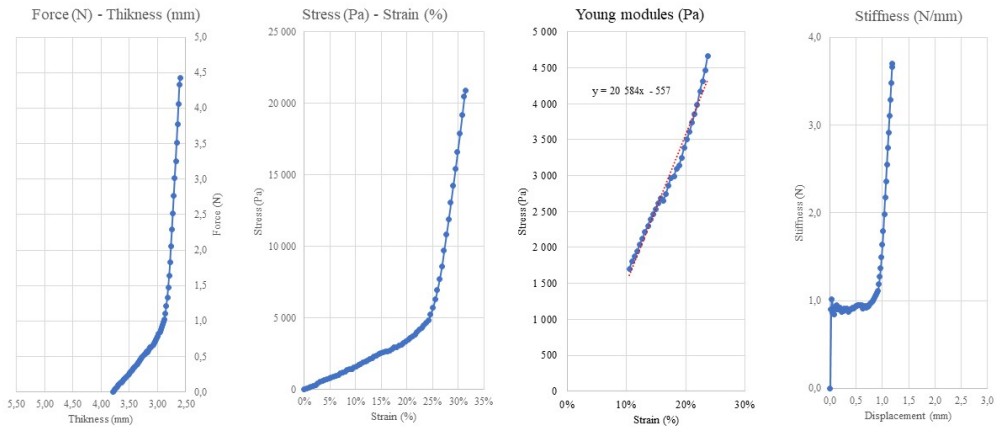 Force (N) - Thikness (mm)
5,0
4,5
4,0
3,5
3,0
2,5
2,0
1,5
1,0
0,5
0,0
Force (N)
5,50 4,50 3,50 3,00 2,50
Thikness (mm)
Stress (Pa) - Strain (%)
25 000
20 000
15 000
10 000
5 000
0
Stress (Pa)
0% 5% 10% 15% 20% 25% 30% 35%
Strain (%)
Young modules (Pa)
5 000
4 500
4 000
3 500
3 000
2 500
2 000
1 500
1 000
500
0
Stress (Pa)
y = 20 584x - 557
0% 10% 20% 30%
Strain (%)
Stiffness (N/mm)
4,0
3,0
2,0
1,0
0,0
Stiffness (N)
0,0 0,5 1,0 1,5 2,0 2,5 3,0
Displacement (mm)